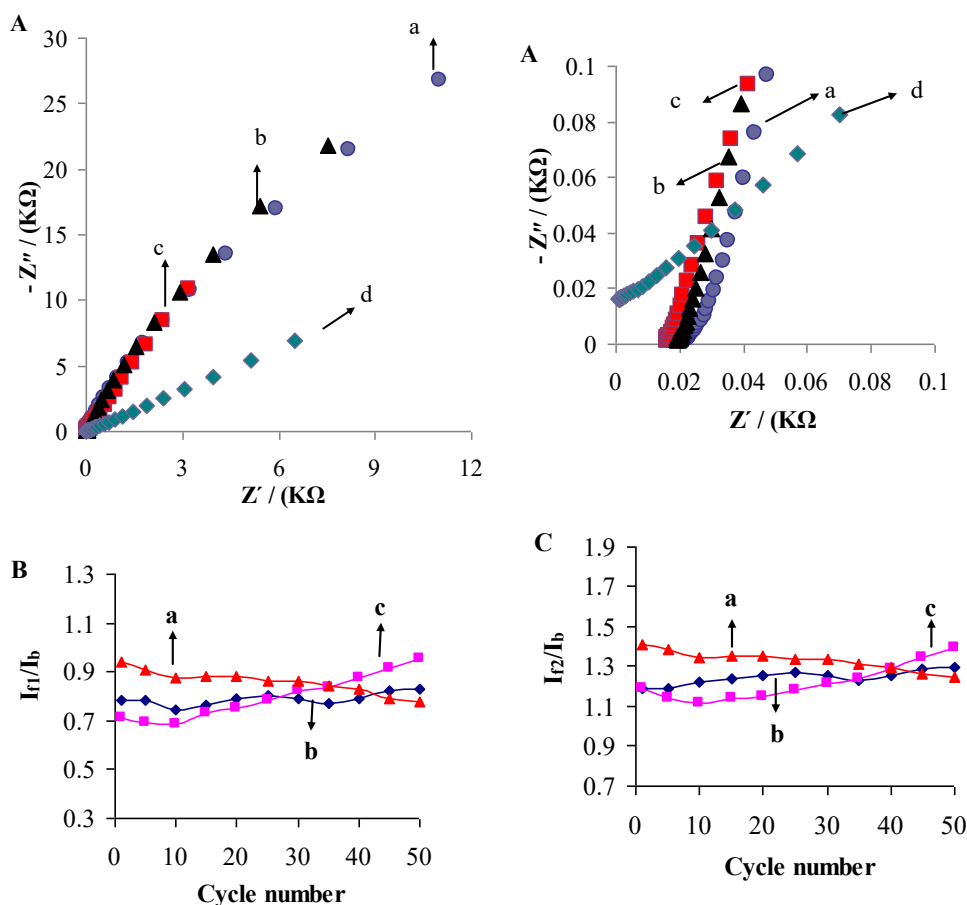 A
30
25
20
15
10
5
0
- Z″ / (KΩ)
0 3 6 9 12
Z′ / (KΩ
a
b
c
d
A
0.1
0.08
0.06
0.04
0.02
0
- Z″ / (KΩ)
0 0.02 0.04 0.06 0.08 0.1
Z′ / (KΩ
c
a
d
b
B
1.3
1.1
0.9
0.7
0.5
0.3
If1/Ib
0 10 20 30 40 50
Cycle number
a
c
b
C
1.9
1.7
1.5
1.3
1.1
0.9
0.7
If2/Ib
0 10 20 30 40 50
Cycle number
a
c
b